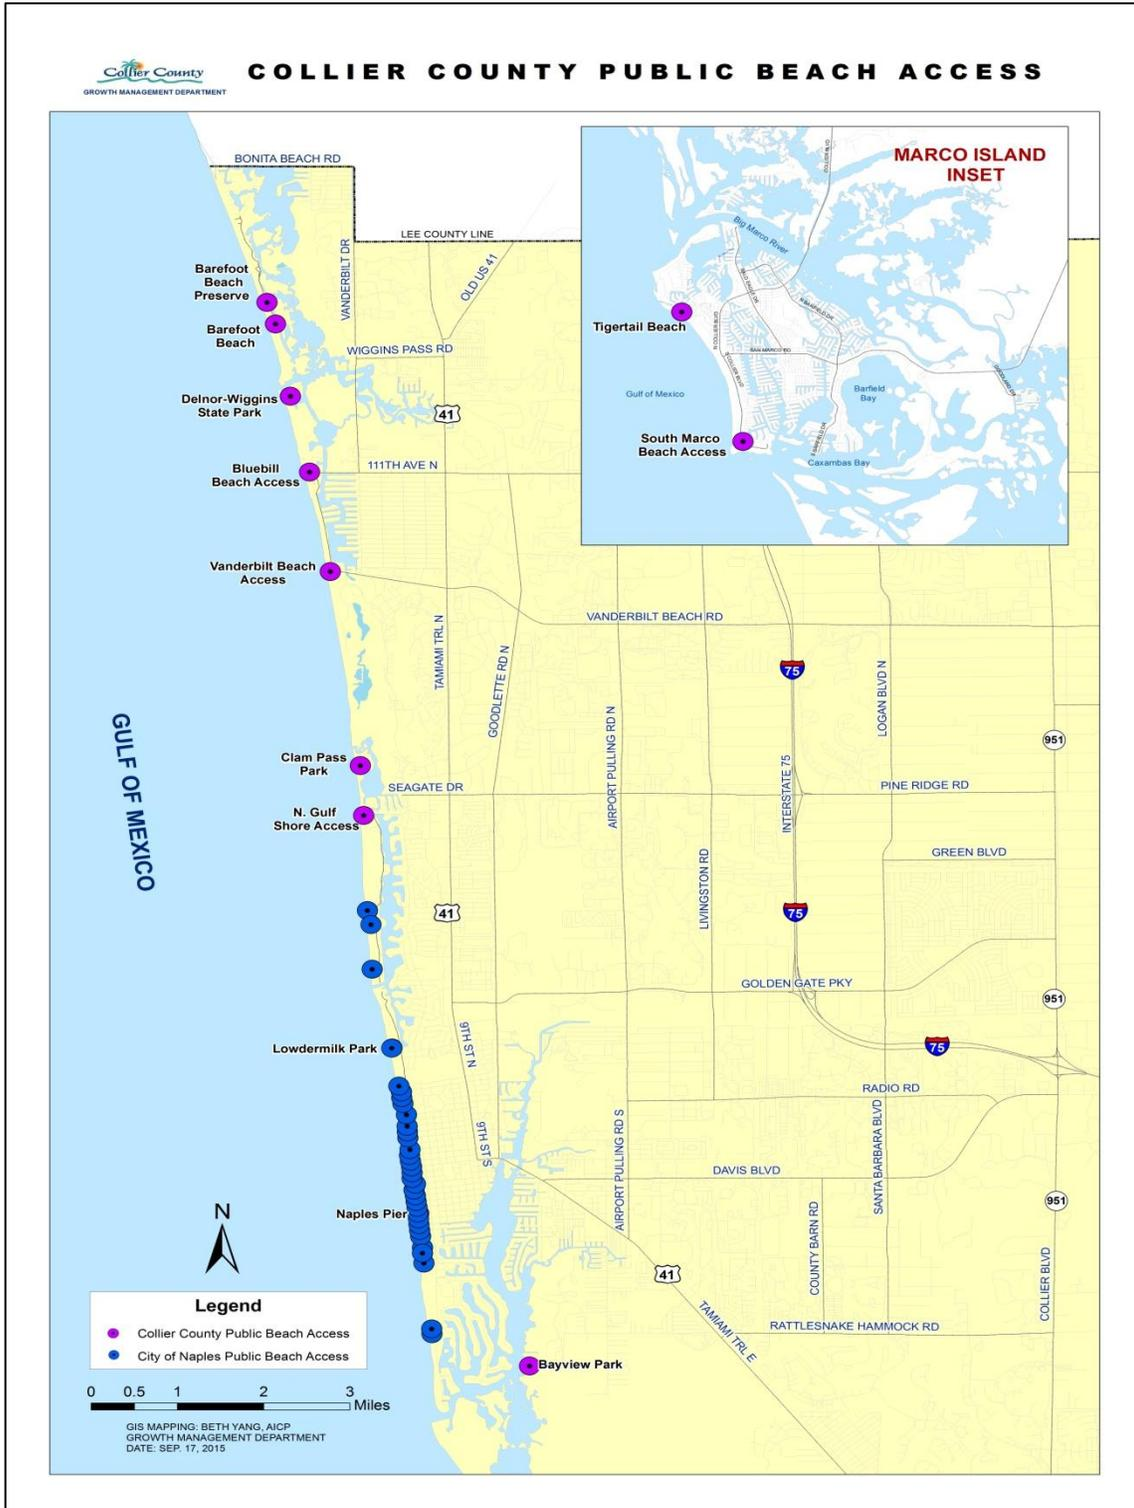 Collier County
GROWTH MANAGEMENT DEPARTMENT
COLLIER COUNTY PUBLIC BEACH ACCESS
BONITA BEACH RD
LEE COUNTY LINE
VANDERBILT DR
OLD US 41
Barefoot
Beach
Preserve
Barefoot
Beach
WIGGINS PASS RD
Delnor-Wiggins
State Park
41
Bluebill
Beach Access
111TH AVE N
Vanderbilt Beach
Access
MARCO ISLAND
INSET
Big Marco River
N BARFIELD DR
Tigertail Beach
SAN MARCO RD
Gulf of Mexico
Barfield
Bay
South Marco
Beach Access
S BARFIELD DR
Caxambas Bay
VANDERBILT BEACH RD
TAMIAMI TRL N
GOODLETTE RD N
75
LOGAN BLVD N
AIRPORT PULLING RD N
951
GULF OF MEXICO
Clam Pass
Park
SEAGATE DR
INTERSTATE 75
PINE RIDGE RD
N. Gulf
Shore Access
GREEN BLVD
LIVINGSTON RD
41
75
GOLDEN GATE PKY
951
9TH ST N
Lowdermilk Park
75
RADIO RD
9TH ST S
AIRPORT PULLING RD S
SANTA BARBARA BLVD
DAVIS BLVD
951
Naples Pier
COUNTY BARN RD
N
41
COLLIER BLVD
TAMIAMI TRL E
RATTLESNAKE HAMMOCK RD
Bayview Park
Legend
Collier County Public Beach Access
City of Naples Public Beach Access
0 0.5 1 2 3
Miles
GIS MAPPING: BETH YANG, AICP
GROWTH MANAGEMENT DEPARTMENT
DATE: SEP. 17, 2015